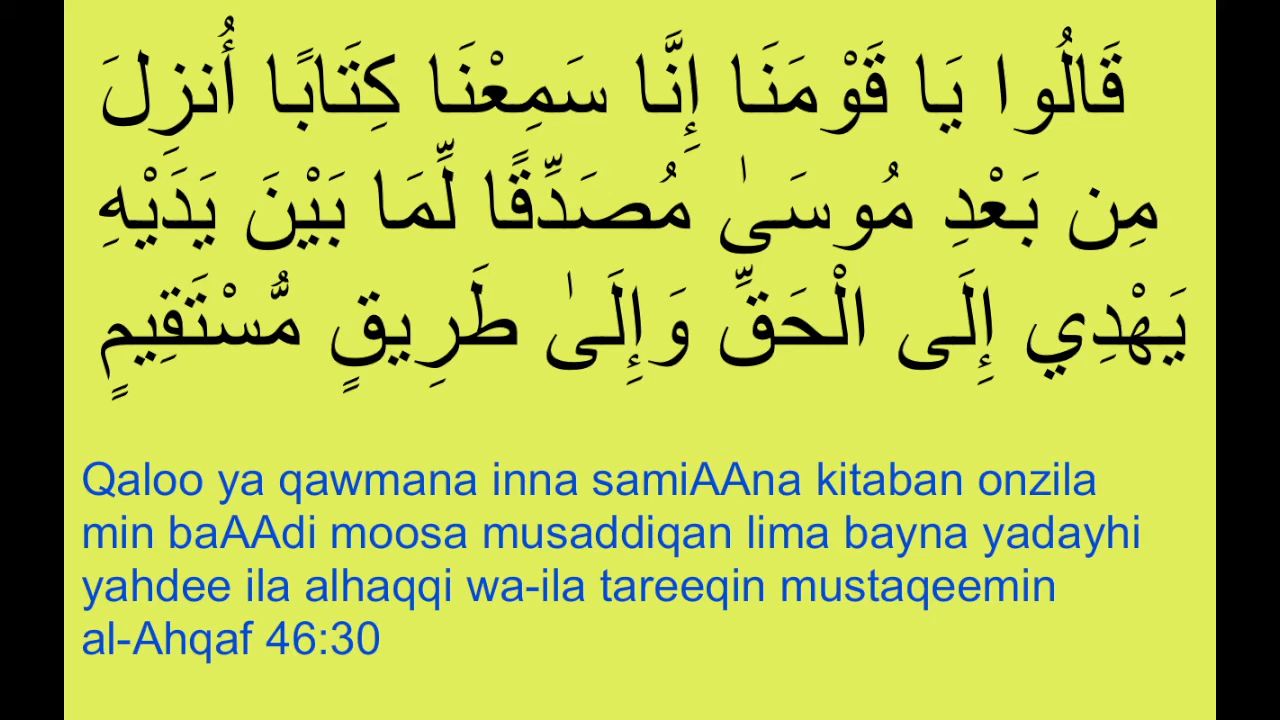 قَالُوا يَا قَوْمَنَا إِنَّا سَمِعْنَا كِتَابًا أُنزِلَ
مِن بَعْدِ مُوسَىٰ مُصَدِّقًا لِّمَا بَيْنَ يَدَيْهِ
يَهْدِي إِلَى الْحَقِّ وَإِلَىٰ طَرِيقٍ مُّسْتَقِيمٍ
Qaloo ya qawmana inna samiAAna kitaban onzila
min baAAdi moosa musaddiqan lima bayna yadayhi
yahdee ila alhaqqi wa-ila tareeqin mustaqeemin
al-Ahqaf 46:30